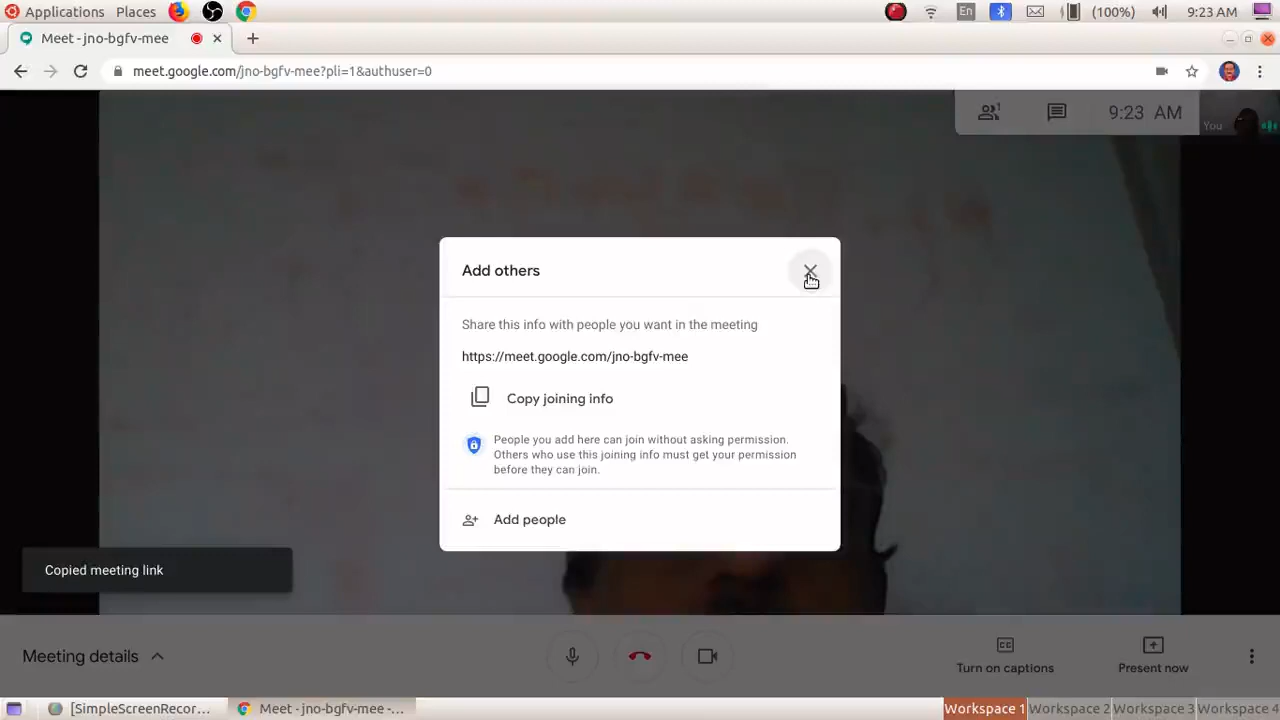 Applications Places En (100%) 9:23 AM
Meet - jno-bgfv-mee
meet.google.com/jno-bgfv-mee?pli=1&authuser=0
1 9:23 AM You
Add others
Share this info with people you want in the meeting
https://meet.google.com/jno-bgfv-mee
Copy joining info
People you add here can join without asking permission.
Others who use this joining info must get your permission
before they can join.
Add people
Copied meeting link
Meeting details
CC
Turn on captions
Present now
[SimpleScreenRecor... Meet - jno-bgfv-mee -... Workspace 1 Workspace 2 Workspace 3 Workspace 4